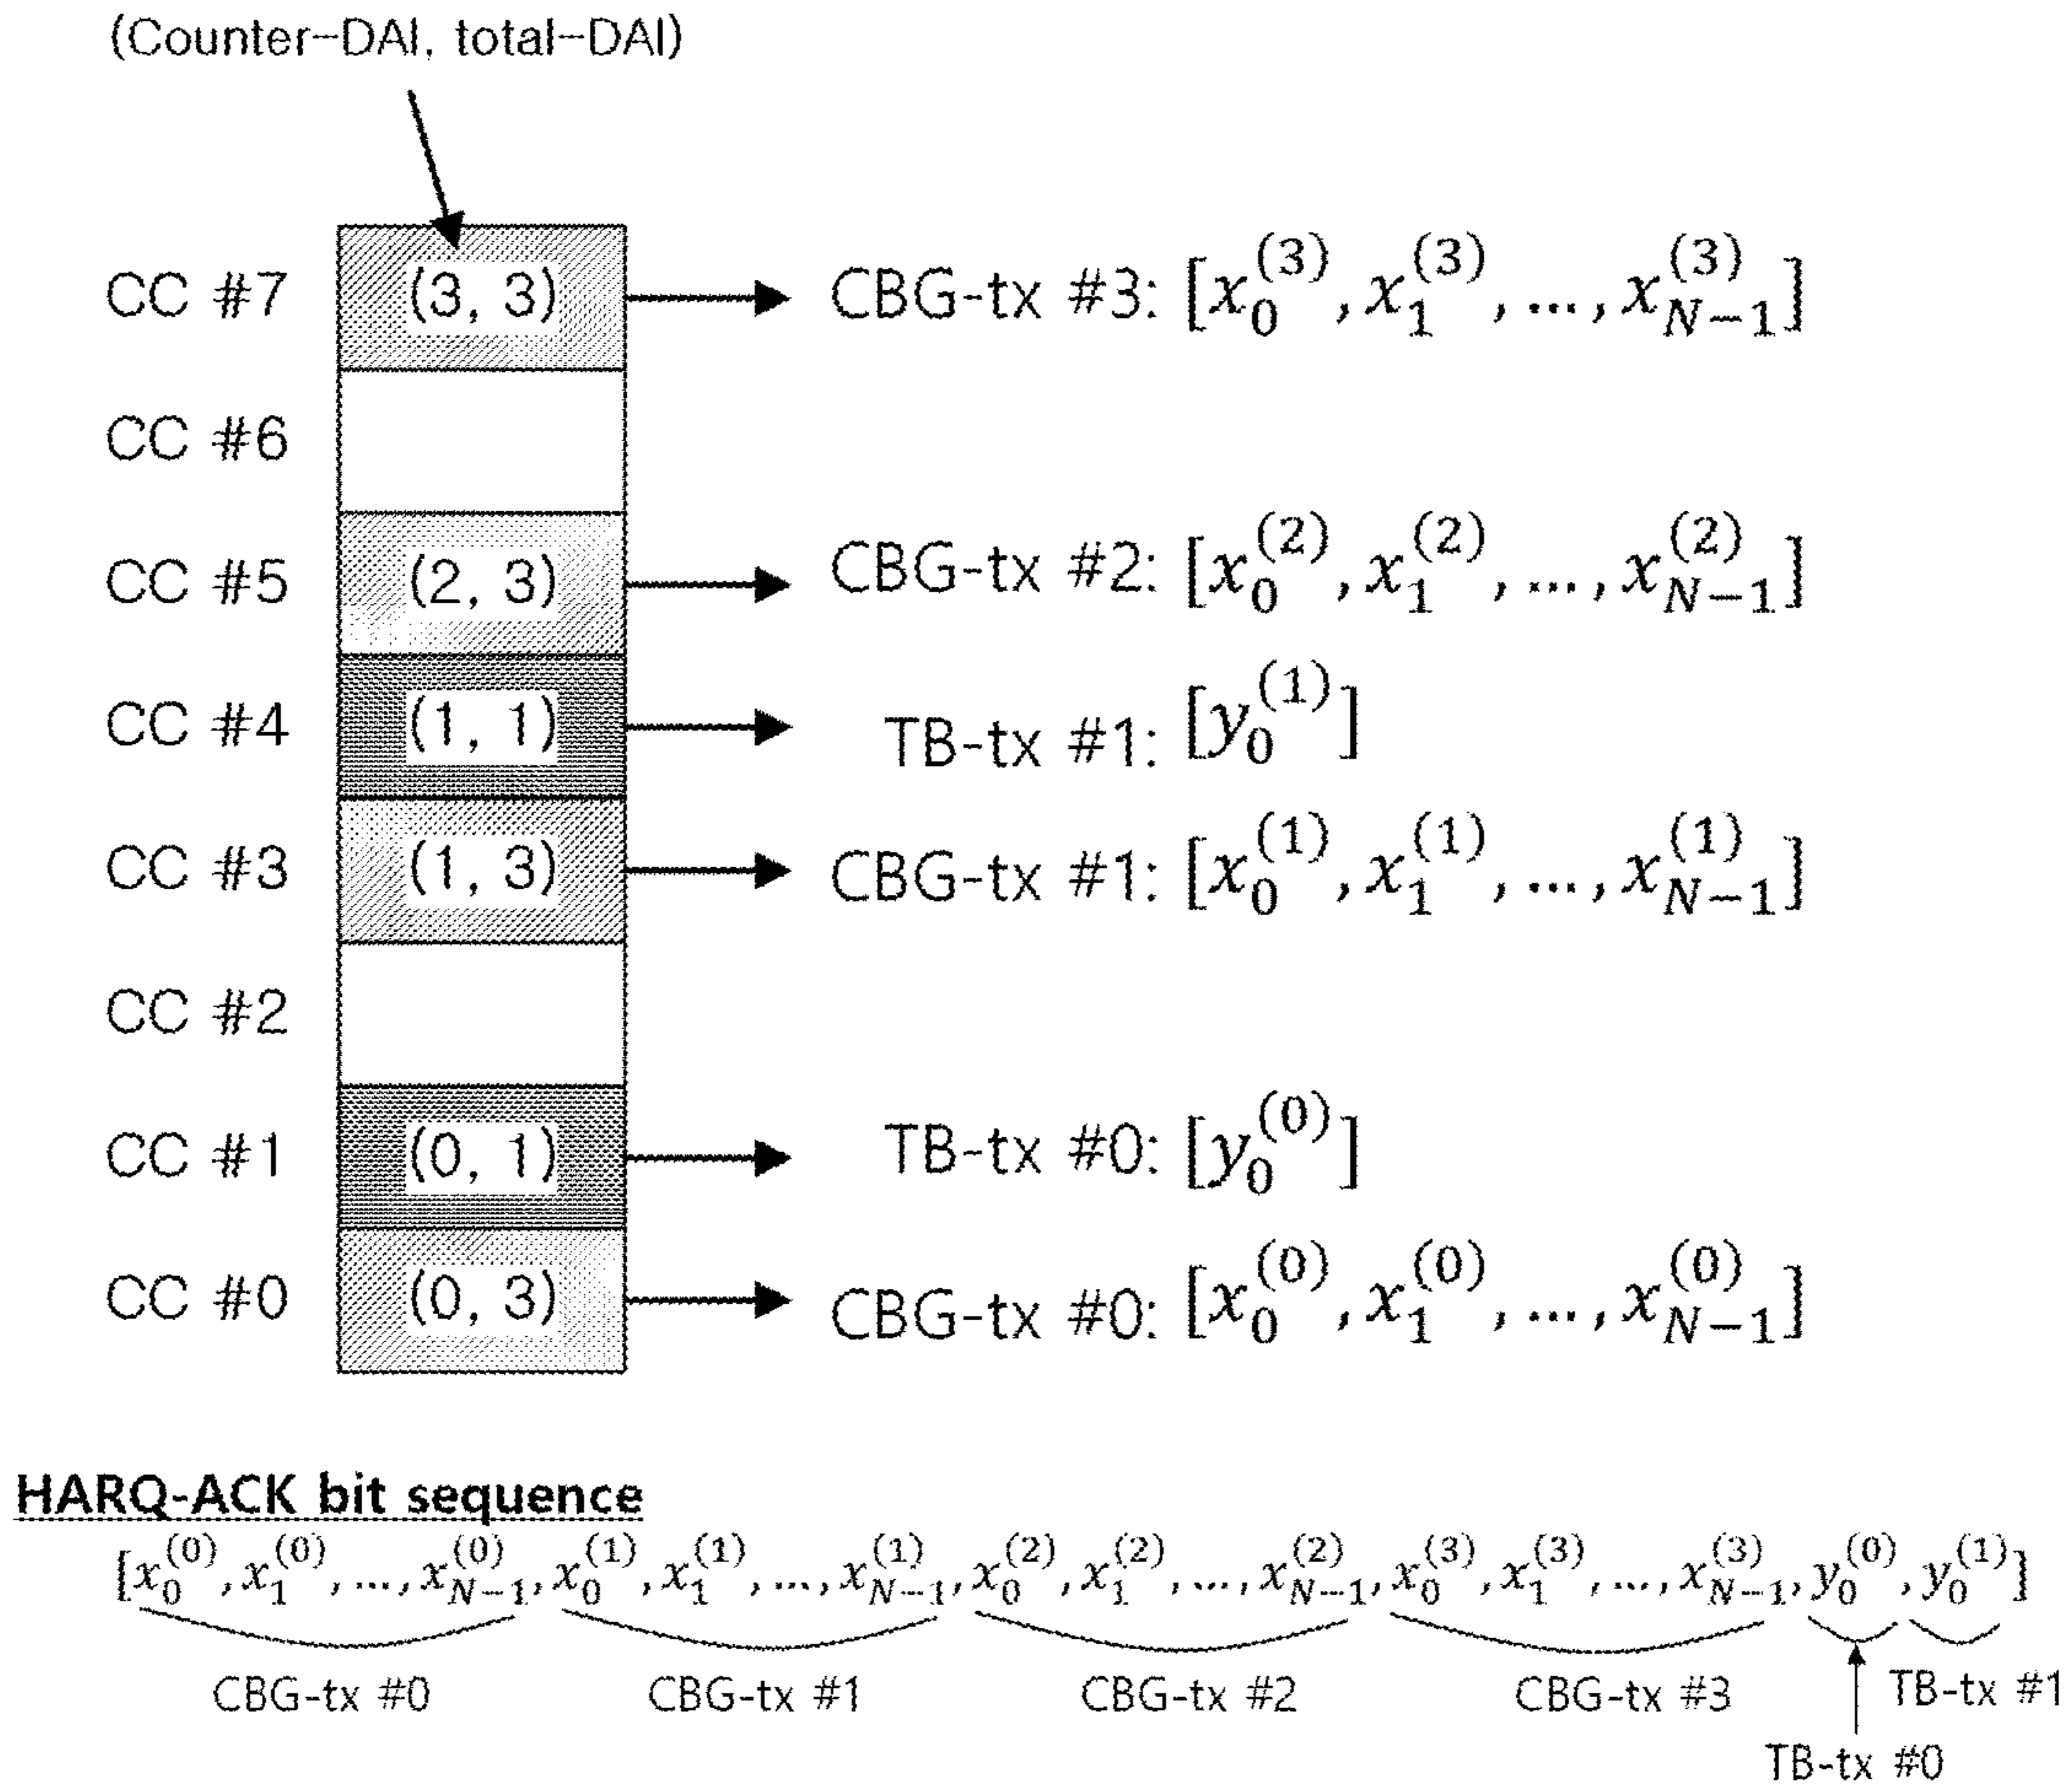 (Counter-DAI, total-DAI)
CC #7 (3, 3) CBG-tx #3: [x_0^{(3)}, x_1^{(3)}, ..., x_{N-1}^{(3)}]
CC #6
CC #5 (2, 3) CBG-tx #2: [x_0^{(2)}, x_1^{(2)}, ..., x_{N-1}^{(2)}]
CC #4 (1, 1) TB-tx #1: [y_0^{(1)}]
CC #3 (1, 3) CBG-tx #1: [x_0^{(1)}, x_1^{(1)}, ..., x_{N-1}^{(1)}]
CC #2
CC #1 (0, 1) TB-tx #0: [y_0^{(0)}]
CC #0 (0, 3) CBG-tx #0: [x_0^{(0)}, x_1^{(0)}, ..., x_{N-1}^{(0)}]
HARQ-ACK bit sequence
[x_0^{(0)}, x_1^{(0)}, ..., x_{N-1}^{(0)}, x_0^{(1)}, x_1^{(1)}, ..., x_{N-1}^{(1)}, x_0^{(2)}, x_1^{(2)}, ..., x_{N-1}^{(2)}, x_0^{(3)}, x_1^{(3)}, ..., x_{N-1}^{(3)}, y_0^{(0)}, y_0^{(1)}]
CBG-tx #0 CBG-tx #1 CBG-tx #2 CBG-tx #3 TB-tx #1
TB-tx #0